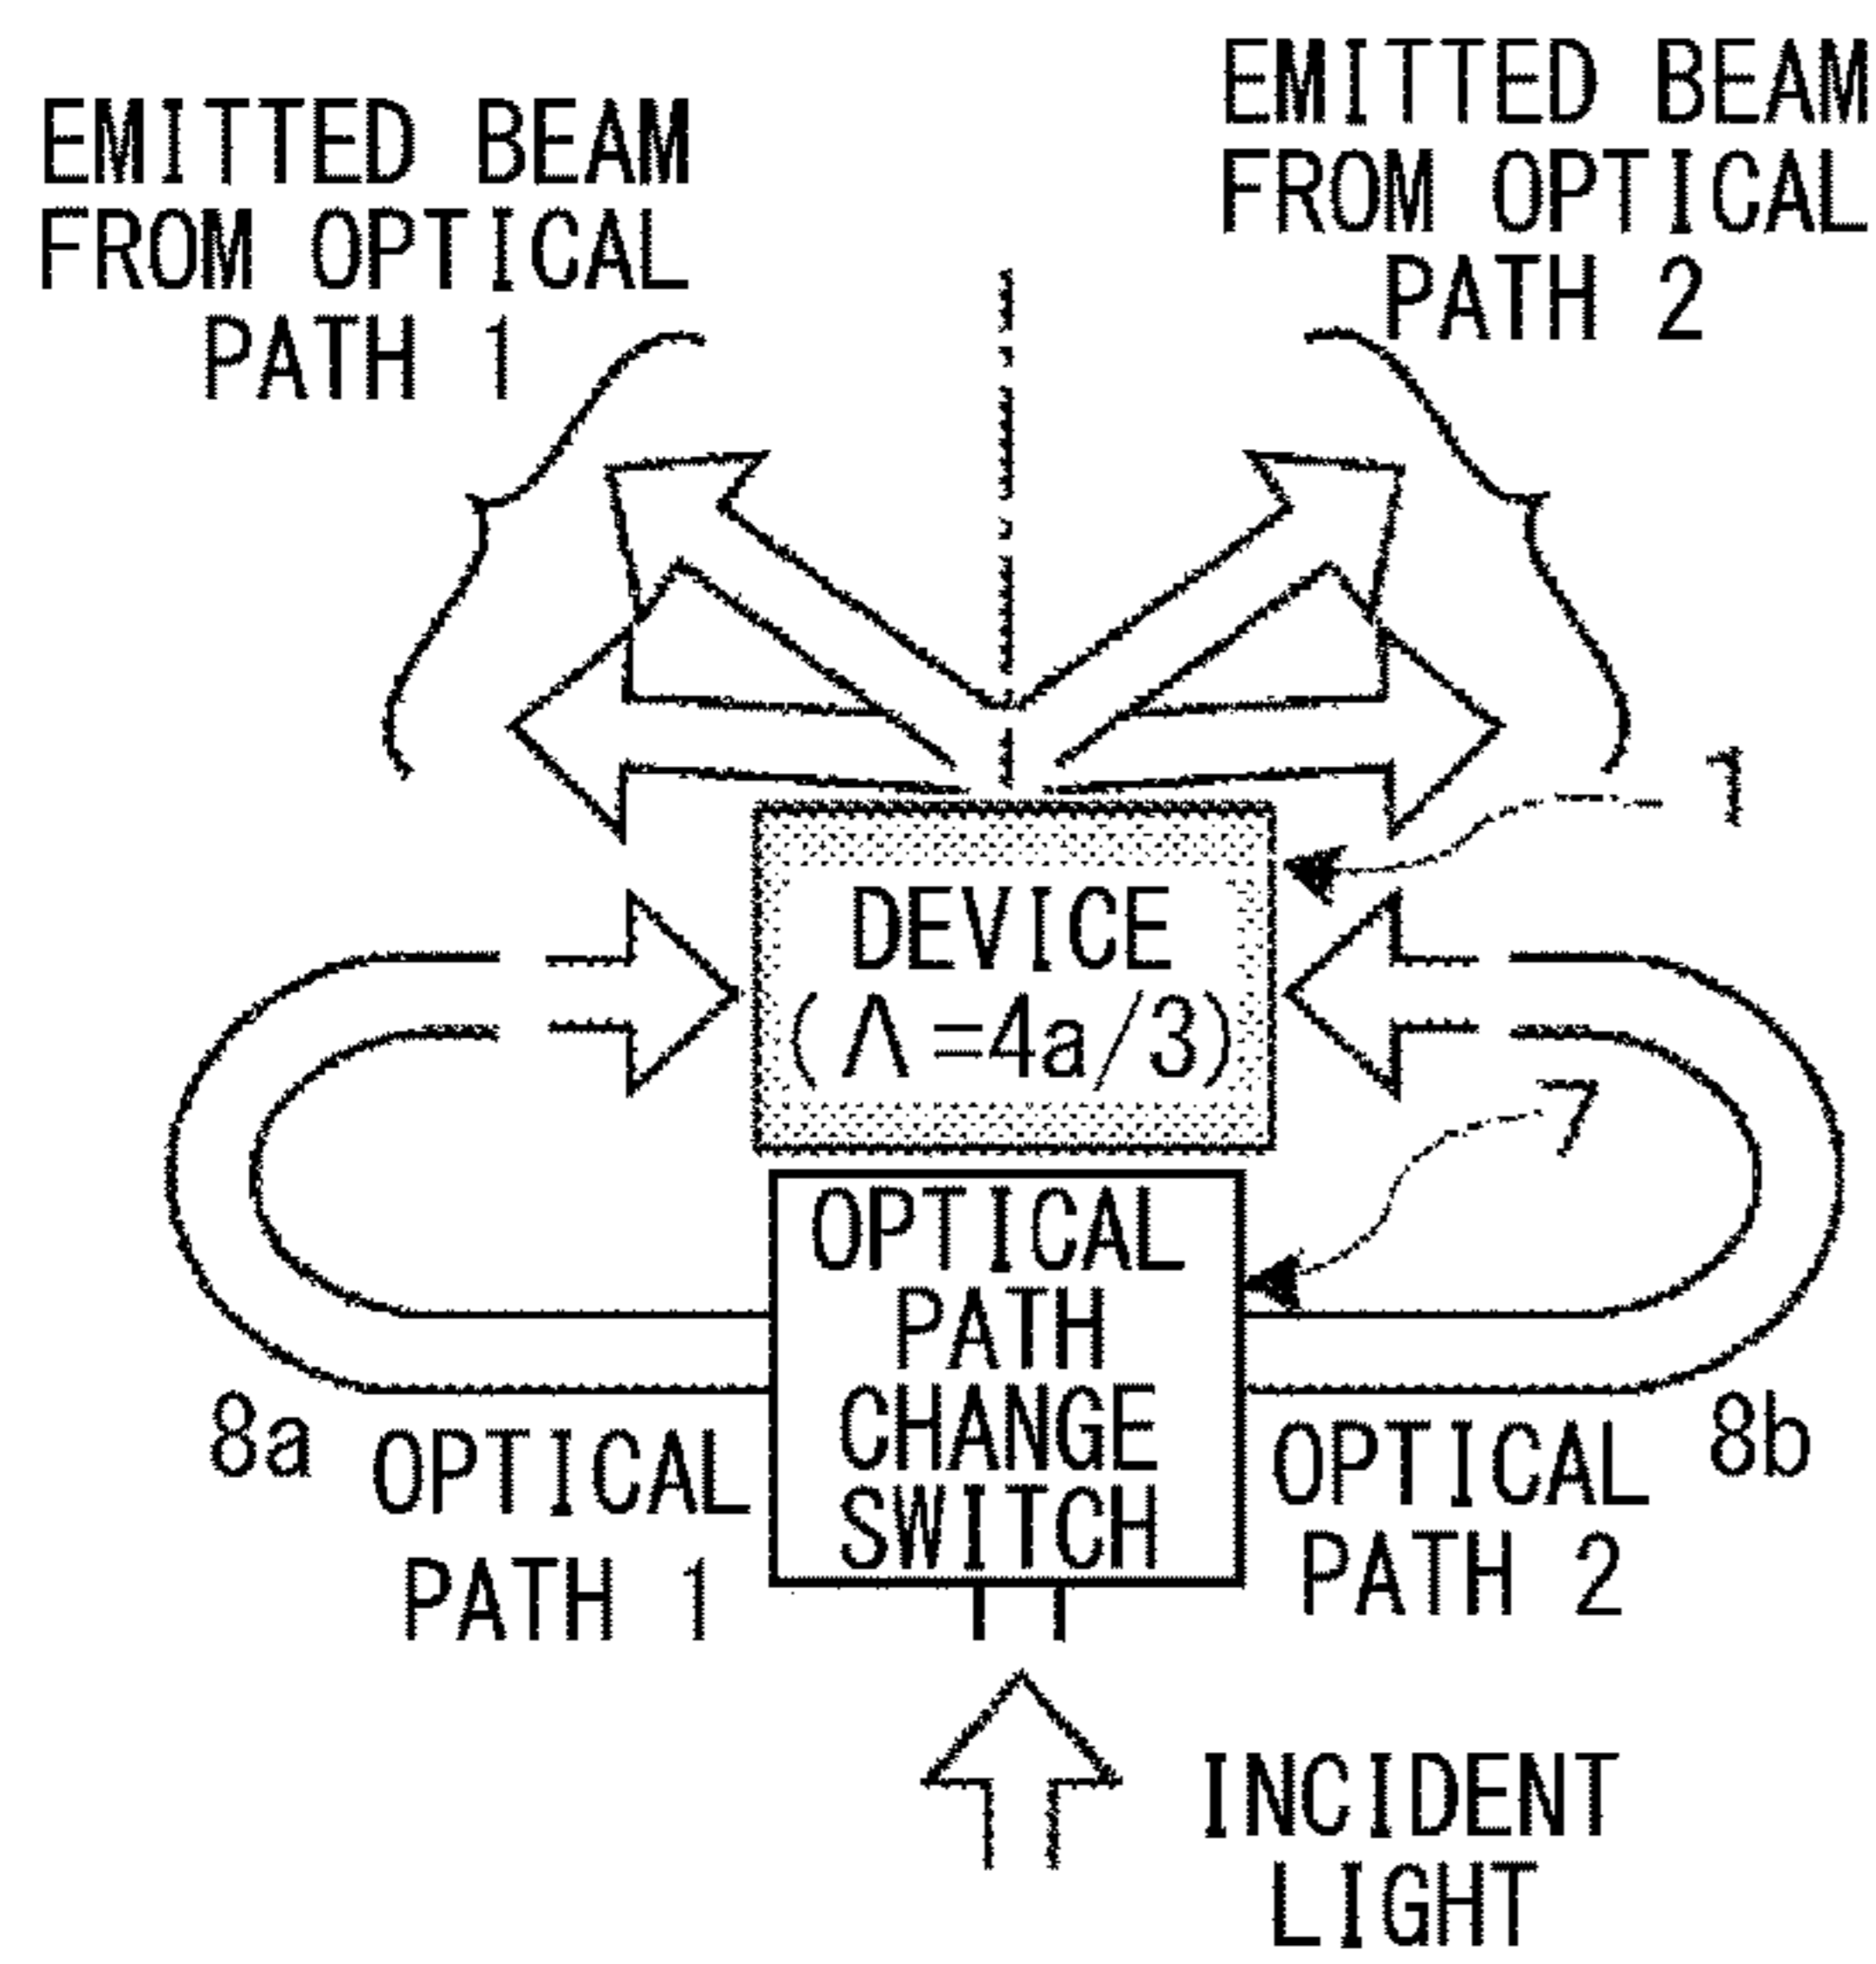 EMITTED BEAM
FROM OPTICAL
PATH 1
EMITTED BEAM
FROM OPTICAL
PATH 2
1
DEVICE
(Λ=4a/3)
7
OPTICAL
PATH
CHANGE
SWITCH
8a
OPTICAL
PATH 1
OPTICAL
PATH 2
8b
INCIDENT
LIGHT